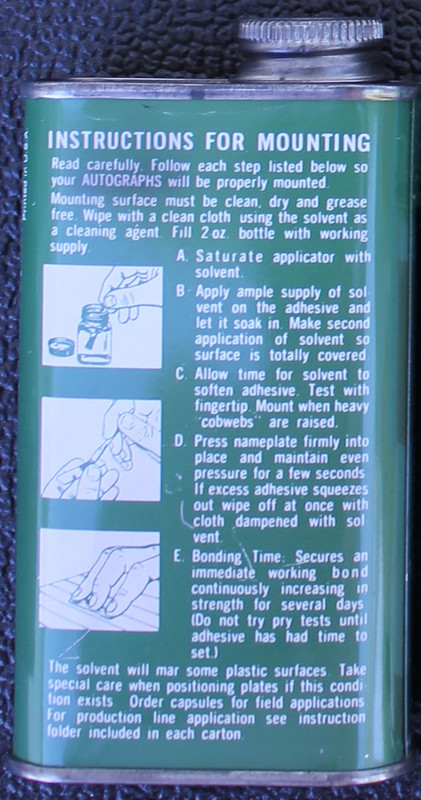 Printed in U.S.A.
INSTRUCTIONS FOR MOUNTING
Read carefully. Follow each step listed below so
your AUTOGRAPHS will be properly mounted.
Mounting surface must be clean, dry and grease
free. Wipe with a clean cloth using the solvent as
a cleaning agent. Fill 2 oz. bottle with working
supply.
A. Saturate applicator with
solvent.
B. Apply ample supply of sol-
vent on the adhesive and
let it soak in. Make second
application of solvent so
surface is totally covered.
C. Allow time for solvent to
soften adhesive. Test with
fingertip. Mount when heavy
"cobwebs" are raised.
D. Press nameplate firmly into
place and maintain even
pressure for a few seconds.
If excess adhesive squeezes
out wipe off at once with
cloth dampened with sol-
vent.
E. Bonding Time: Secures an
immediate working bond
continuously increasing in
strength for several days.
(Do not try pry tests until
adhesive has had time to
set.)
The solvent will mar some plastic surfaces. Take
special care when positioning plates if this condi-
tion exists. Order capsules for field applications.
For production line application see instruction
folder included in each carton.